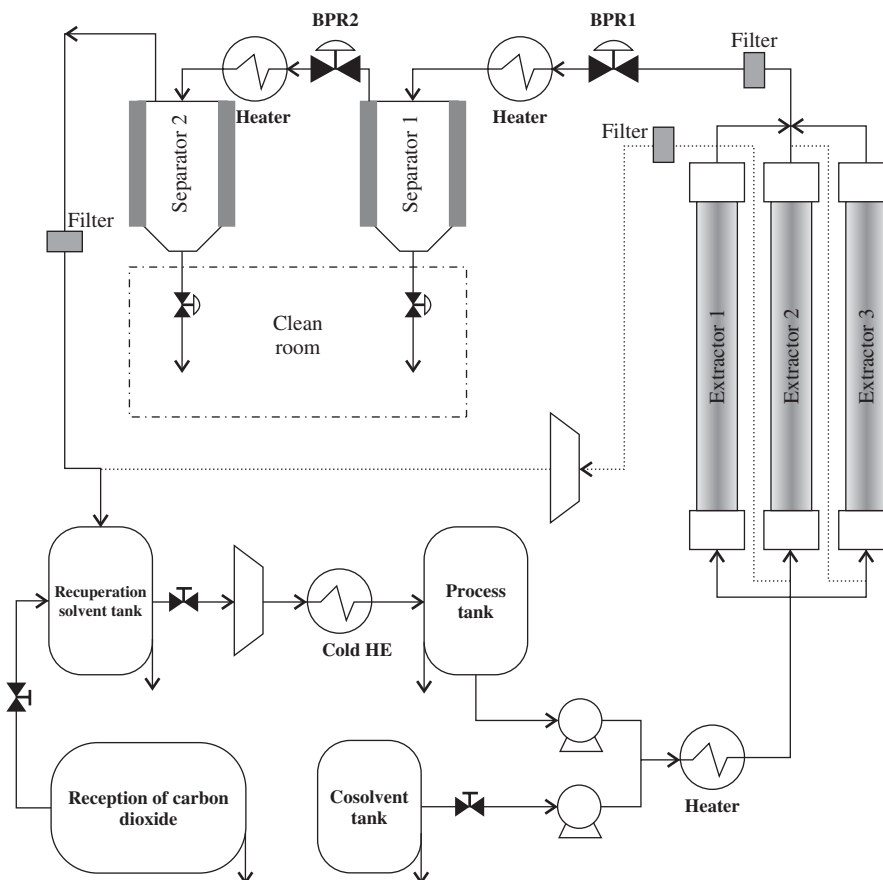 BPR2
BPR1
Filter
Heater
Heater
Filter
Separator 2
Separator 1
Filter
Clean
room
Extractor 1
Extractor 2
Extractor 3
Recuperation
solvent tank
Process
tank
Cold HE
Reception of carbon
dioxide
Cosolvent
tank
Heater